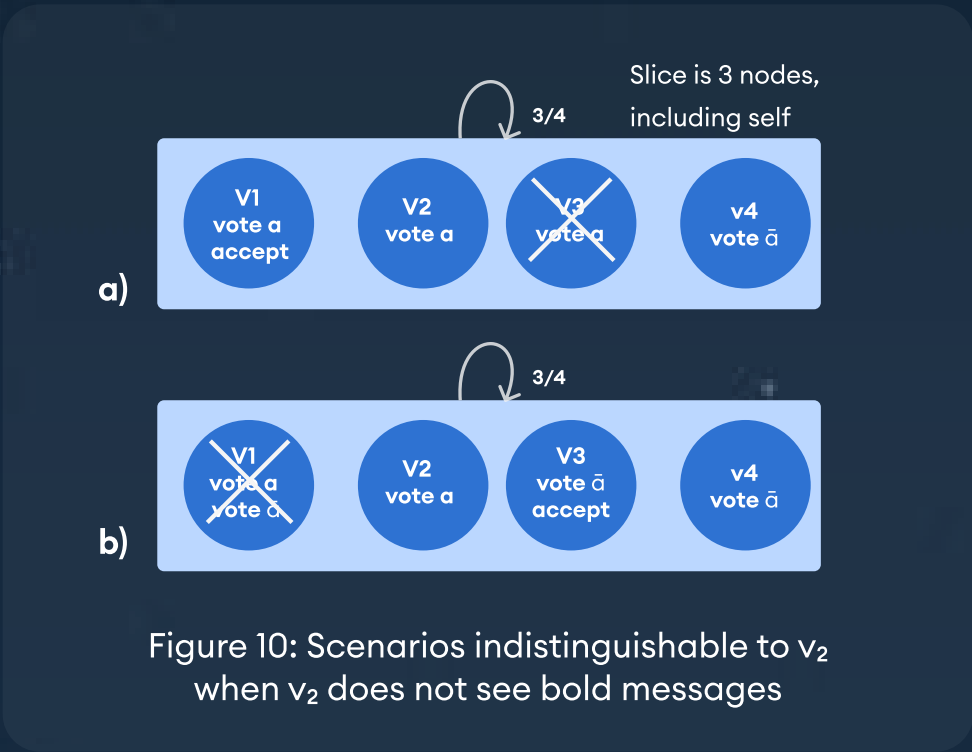 Slice is 3 nodes,
including self
3/4
V1
vote a
accept
V2
vote a
V3
vote a
v4
vote ā
a)
3/4
V1
vote a
vote ā
V2
vote a
V3
vote ā
accept
v4
vote ā
b)
Figure 10: Scenarios indistinguishable to v₂
when v₂ does not see bold messages